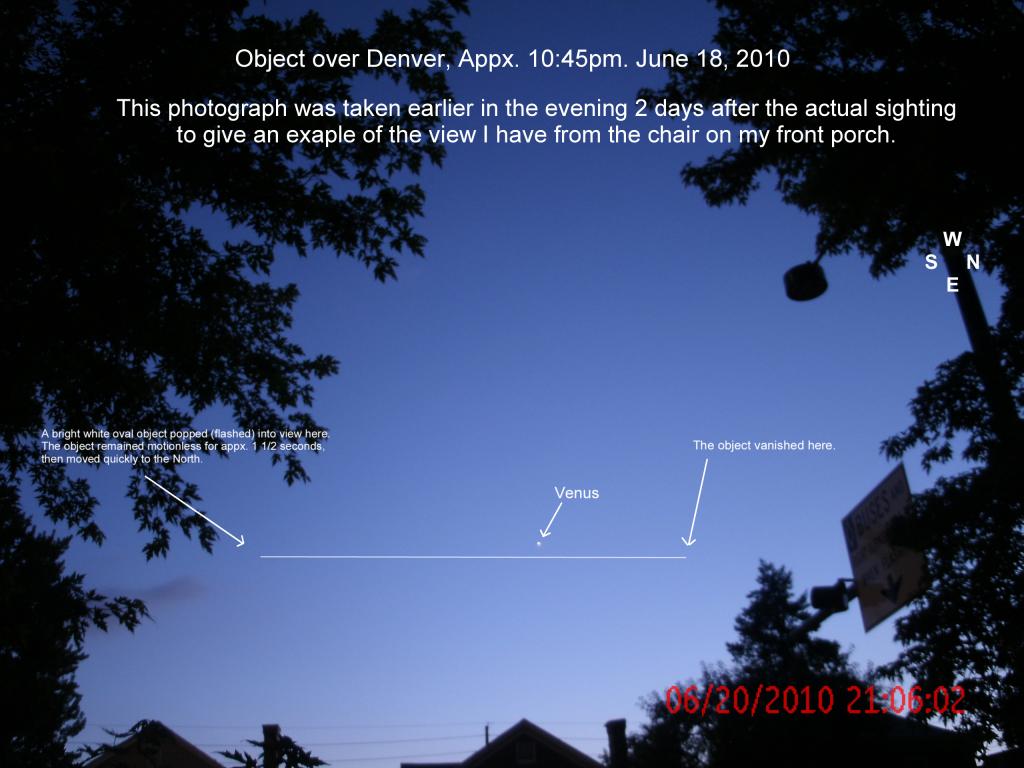 Object over Denver, Appx. 10:45pm. June 18, 2010
This photograph was taken earlier in the evening 2 days after the actual sighting
to give an exaple of the view I have from the chair on my front porch.
W
S N
E
A bright white oval object popped (flashed) into view here.
The object remained motionless for appx. 1 1/2 seconds,
then moved quickly to the North.
The object vanished here.
Venus
BUSES
06/20/2010 21:06:02